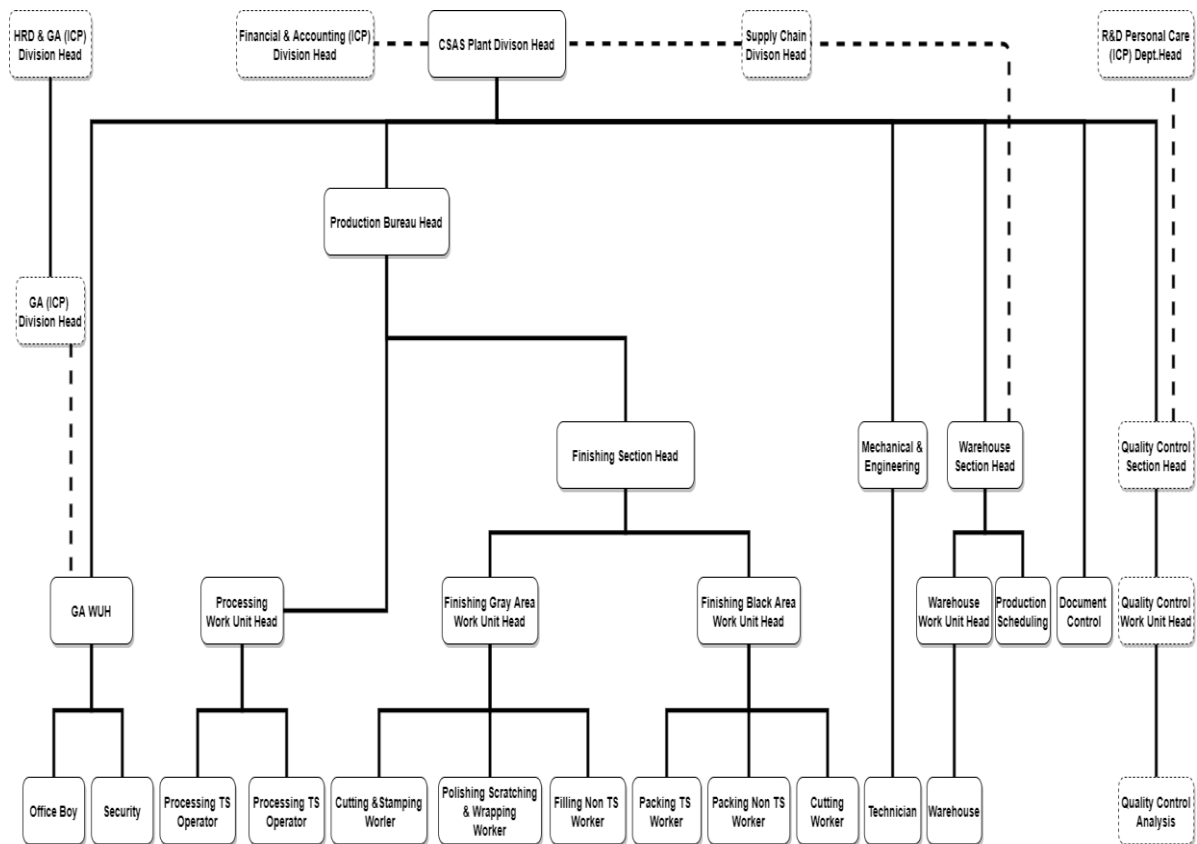 HRD & GA (ICP)
Division Head
Financial & Accounting (ICP)
Division Head
CSAS Plant Divison Head
Supply Chain
Divison Head
R&D Personal Care
(ICP) Dept.Head
Production Bureau Head
GA (ICP)
Division Head
Finishing Section Head
Mechanical &
Engineering
Warehouse
Section Head
Quality Control
Section Head
GA WUH
Processing
Work Unit Head
Finishing Gray Area
Work Unit Head
Finishing Black Area
Work Unit Head
Warehouse
Work Unit Head
Production
Scheduling
Document
Control
Quality Control
Work Unit Head
Office Boy
Security
Processing TS
Operator
Processing TS
Operator
Cutting &Stamping
Worler
Polishing Scratching
& Wrapping
Worker
Filling Non TS
Worker
Packing TS
Worker
Packing Non TS
Worker
Cutting
Worker
Technician
Warehouse
Quality Control
Analysis